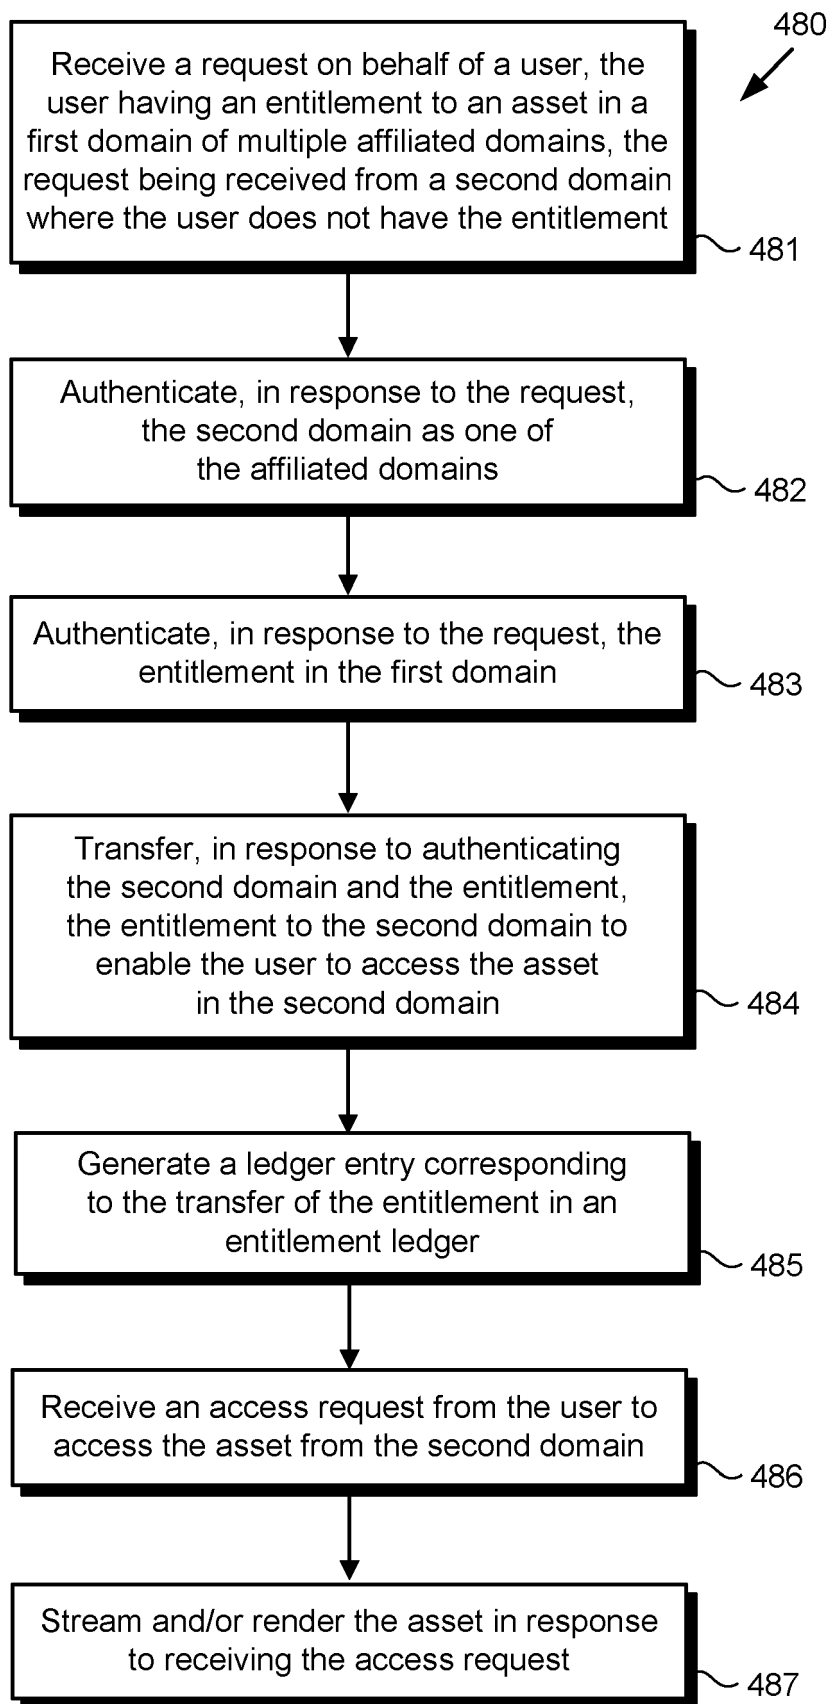 480
Receive a request on behalf of a user, the
user having an entitlement to an asset in a
first domain of multiple affiliated domains, the
request being received from a second domain
where the user does not have the entitlement
481
Authenticate, in response to the request,
the second domain as one of
the affiliated domains
482
Authenticate, in response to the request, the
entitlement in the first domain
483
Transfer, in response to authenticating
the second domain and the entitlement,
the entitlement to the second domain to
enable the user to access the asset
in the second domain
484
Generate a ledger entry corresponding
to the transfer of the entitlement in an
entitlement ledger
485
Receive an access request from the user to
access the asset from the second domain
486
Stream and/or render the asset in response
to receiving the access request
487